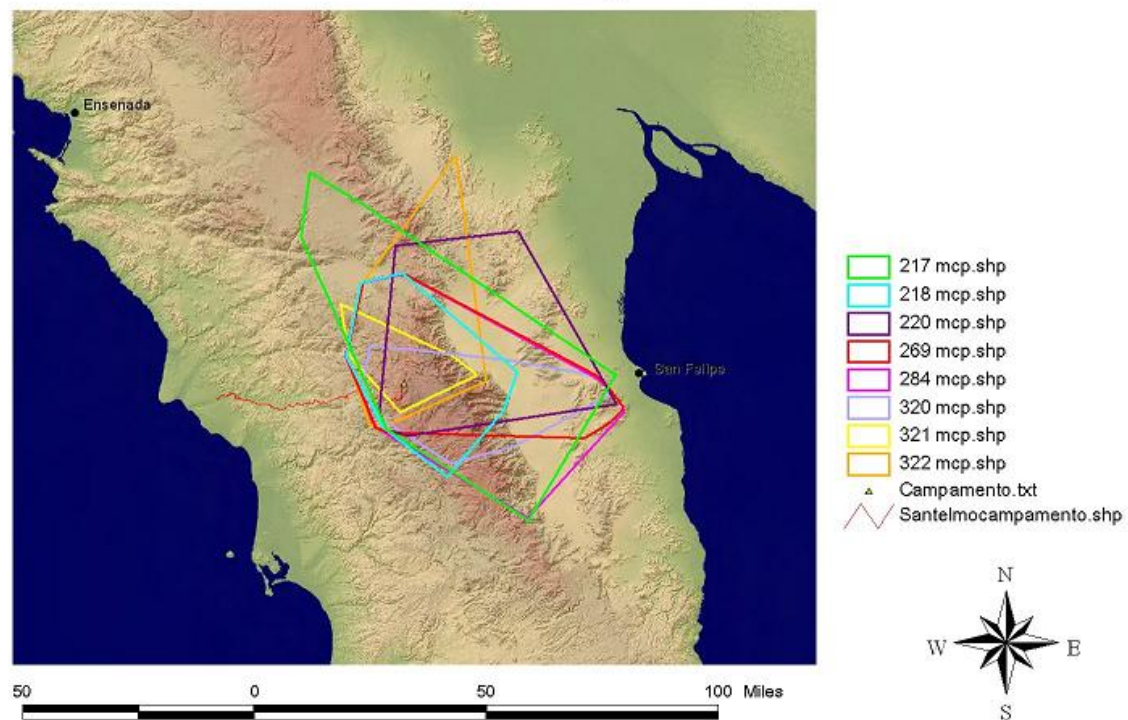 Ensenada
San Falipe
217 mcp.shp
218 mcp.shp
220 mcp.shp
269 mcp.shp
284 mcp.shp
320 mcp.shp
321 mcp.shp
322 mcp.shp
Campamento.txt
Santelmocampamento.shp
N
W E
S
50 0 50 100 Miles